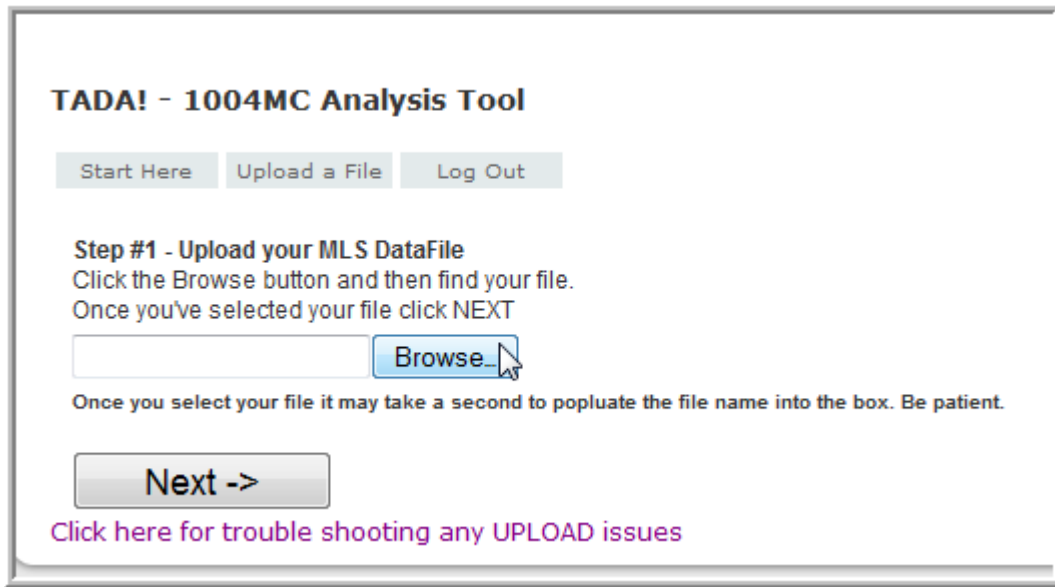 TADA! - 1004MC Analysis Tool
Start Here Upload a File Log Out
Step #1 - Upload your MLS DataFile
Click the Browse button and then find your file.
Once you've selected your file click NEXT
Browse...
Once you select your file it may take a second to popluate the file name into the box. Be patient.
Next ->
Click here for trouble shooting any UPLOAD issues